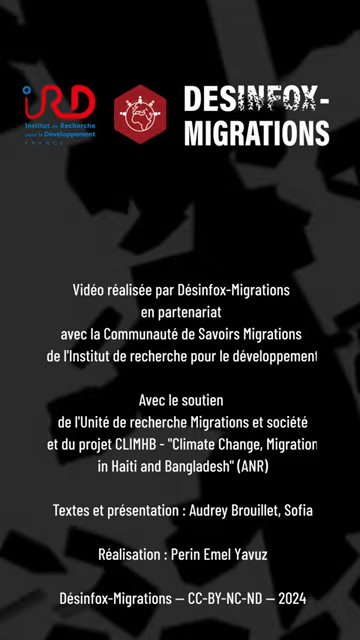 iRD
Institut de Recherche
pour le Développement
FRANCE
DESINFOX-
MIGRATIONS
Vidéo réalisée par Désinfox-Migrations
en partenariat
avec la Communauté de Savoirs Migrations
de l'Institut de recherche pour le développement
Avec le soutien
de l'Unité de recherche Migrations et société
et du projet CLIMHB - "Climate Change, Migration
in Haiti and Bangladesh" (ANR)
Textes et présentation : Audrey Brouillet, Sofia
Réalisation : Perin Emel Yavuz
Désinfox-Migrations — CC-BY-NC-ND — 2024